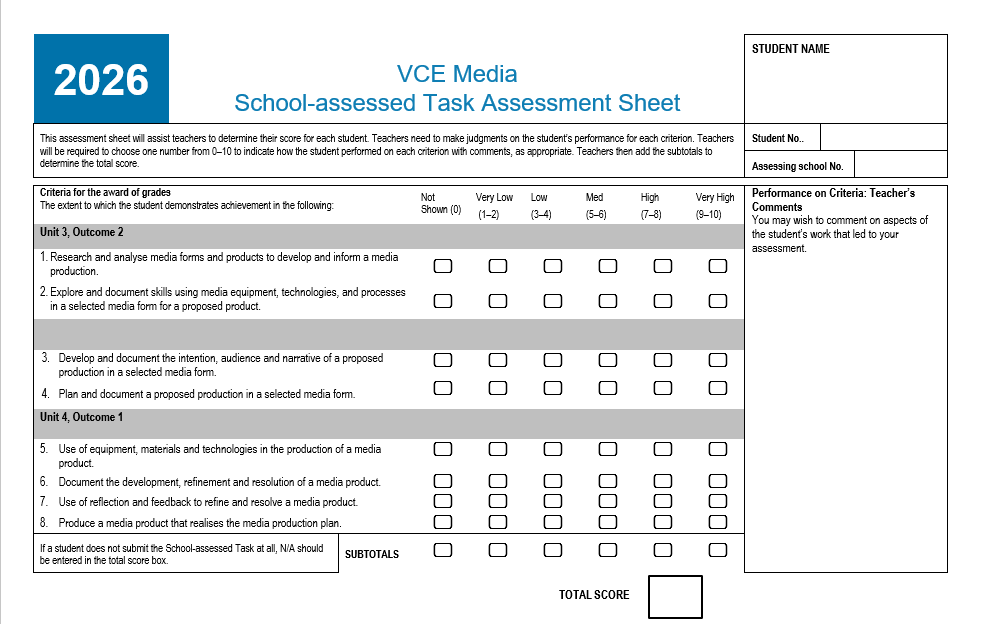 2026
VCE Media
School-assessed Task Assessment Sheet
STUDENT NAME
This assessment sheet will assist teachers to determine their score for each student. Teachers need to make judgments on the student's performance for each criterion. Teachers
will be required to choose one number from 0–10 to indicate how the student performed on each criterion with comments, as appropriate. Teachers then add the subtotals to
determine the total score.
Student No..
Assessing school No.
Criteria for the award of grades
The extent to which the student demonstrates achievement in the following:
Not
Shown (0)
Very Low
(1–2)
Low
(3–4)
Med
(5–6)
High
(7–8)
Very High
(9–10)
Performance on Criteria: Teacher's
Comments
You may wish to comment on aspects of
the student's work that led to your
assessment.
Unit 3, Outcome 2
1. Research and analyse media forms and products to develop and inform a media
production.
2. Explore and document skills using media equipment, technologies, and processes
in a selected media form for a proposed product.
3. Develop and document the intention, audience and narrative of a proposed
production in a selected media form.
4. Plan and document a proposed production in a selected media form.
Unit 4, Outcome 1
5. Use of equipment, materials and technologies in the production of a media
product.
6. Document the development, refinement and resolution of a media product.
7. Use of reflection and feedback to refine and resolve a media product.
8. Produce a media product that realises the media production plan.
If a student does not submit the School-assessed Task at all, N/A should
be entered in the total score box.
SUBTOTALS
TOTAL SCORE